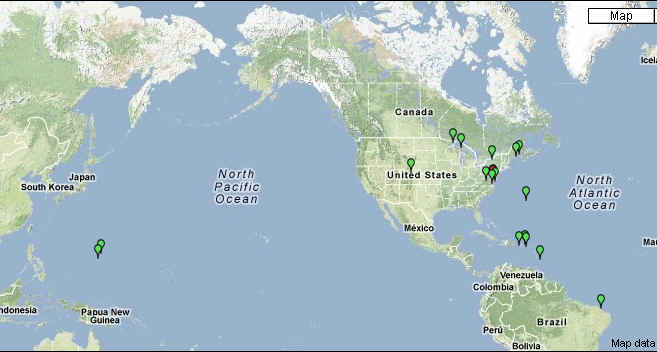 Map
Icela
Canada
North
Pacific
Ocean
Japan
South Korea
United States
North
Atlantic
Ocean
México
Mau
Venezuela
Colombia
Papua New
Guinea
ndonesia
Perú
Brazil
Bolivia
Map data